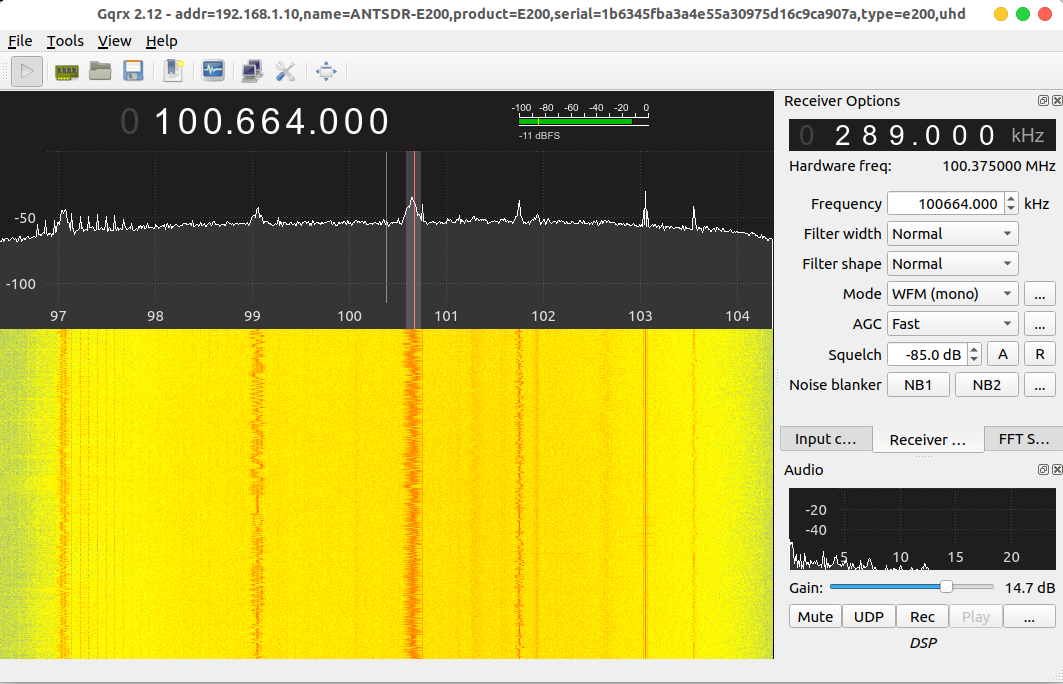 Gqrx 2.12 - addr=192.168.1.10,name=ANTSDR-E200,product=E200,serial=1b6345fba3a4e55a30975d16c9ca907a,type=e200,uhd
File Tools View Help
0 100.664.000
-100 -80 -60 -40 -20 0
-11 dBFS
-50
-100
97 98 99 100 101 102 103 104
Receiver Options
0 289.000 kHz
Hardware freq: 100.375000 MHz
Frequency 100664.000 kHz
Filter width Normal
Filter shape Normal
Mode WFM (mono) ...
AGC Fast ...
Squelch -85.0 dB A R
Noise blanker NB1 NB2 ...
Input c... Receiver ... FFT S...
Audio
-20
-40
5 10 15 20
Gain: 14.7 dB
Mute UDP Rec Play ...
DSP